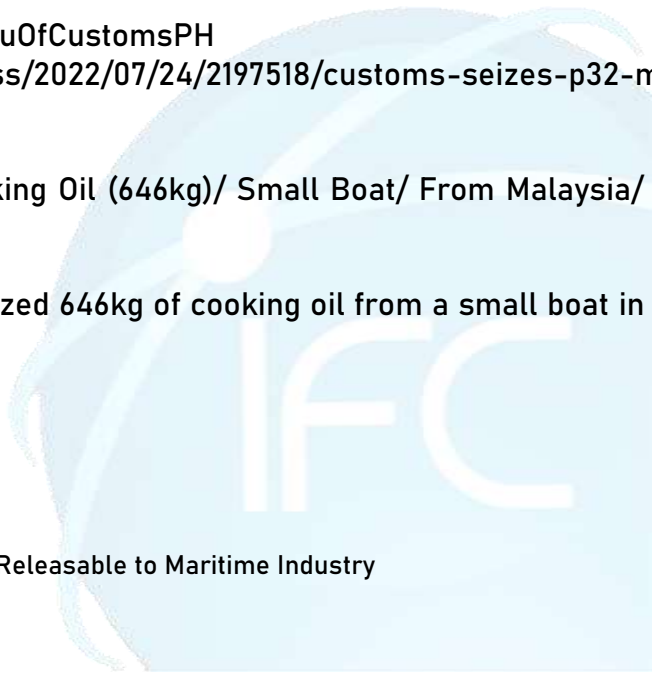 uOfCustomsPH
ss/2022/07/24/2197518/customs-seizes-p32-m
king Oil (646kg)/ Small Boat/ From Malaysia/
zed 646kg of cooking oil from a small boat in
IFC
Releasable to Maritime Industry